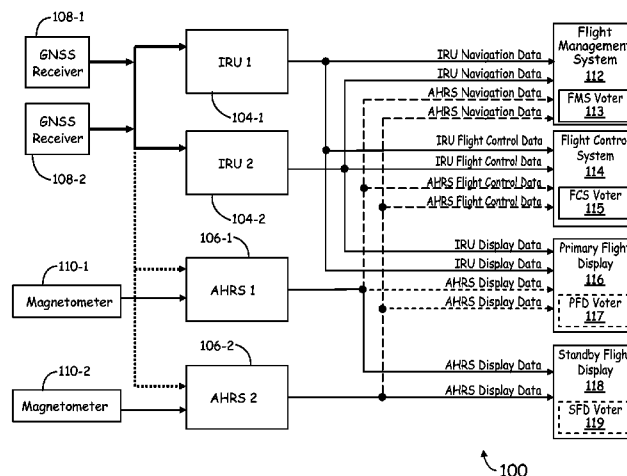 108-1
GNSS
Receiver
108-2
GNSS
Receiver
IRU 1
104-1
IRU 2
104-2
110-1
Magnetometer
106-1
AHRS 1
110-2
Magnetometer
106-2
AHRS 2
IRU Navigation Data
IRU Navigation Data
AHRS Navigation Data
AHRS Navigation Data
Flight
Management
System
112
FMS Voter
113
IRU Flight Control Data
IRU Flight Control Data
AHRS Flight Control Data
AHRS Flight Control Data
Flight Control
System
114
FCS Voter
115
IRU Display Data
IRU Display Data
AHRS Display Data
AHRS Display Data
Primary Flight
Display
116
PFD Voter
117
AHRS Display Data
AHRS Display Data
Standby Flight
Display
118
SFD Voter
119
100